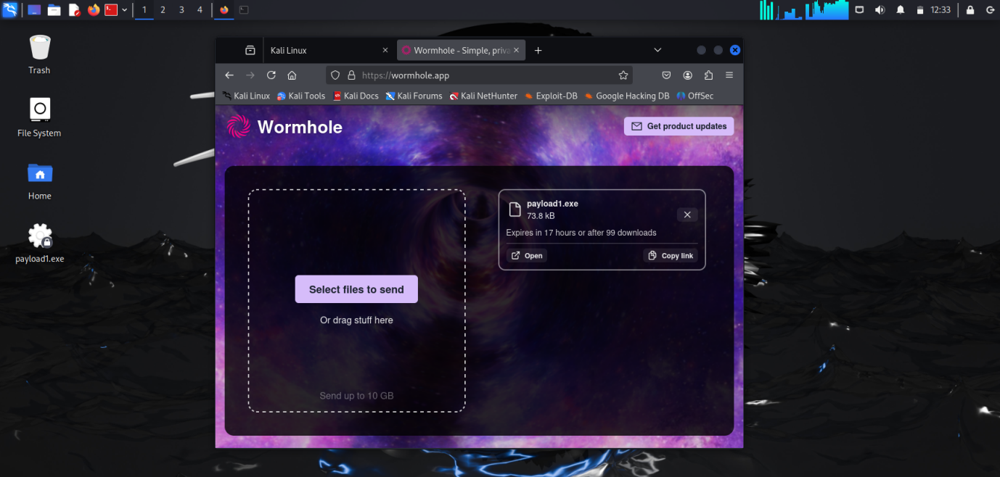 1 2 3 4
12:33
Trash
File System
Home
payload1.exe
Kali Linux
Wormhole - Simple, priva
https://wormhole.app
Kali Linux Kali Tools Kali Docs Kali Forums Kali NetHunter Exploit-DB Google Hacking DB OffSec
Wormhole
Get product updates
Select files to send
Or drag stuff here
Send up to 10 GB
payload1.exe
73.8 kB
Expires in 17 hours or after 99 downloads
Open
Copy link